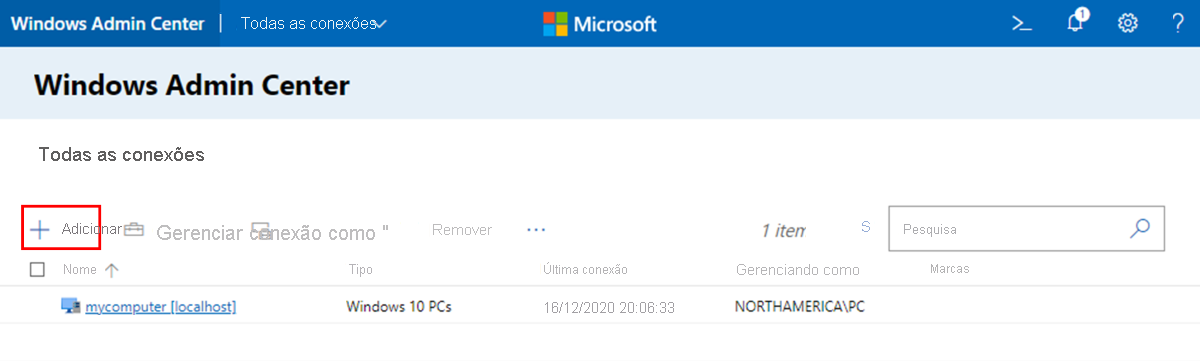 Windows Admin Center | Todas as conexões Microsoft >_ 1 ?
Windows Admin Center
Todas as conexões
+ Adicionar Gerenciar conexão como " Remover ... 1 item S Pesquisa
Nome ↑ Tipo Última conexão Gerenciando como Marcas
mycomputer [localhost] Windows 10 PCs 16/12/2020 20:06:33 NORTHAMERICA\PC